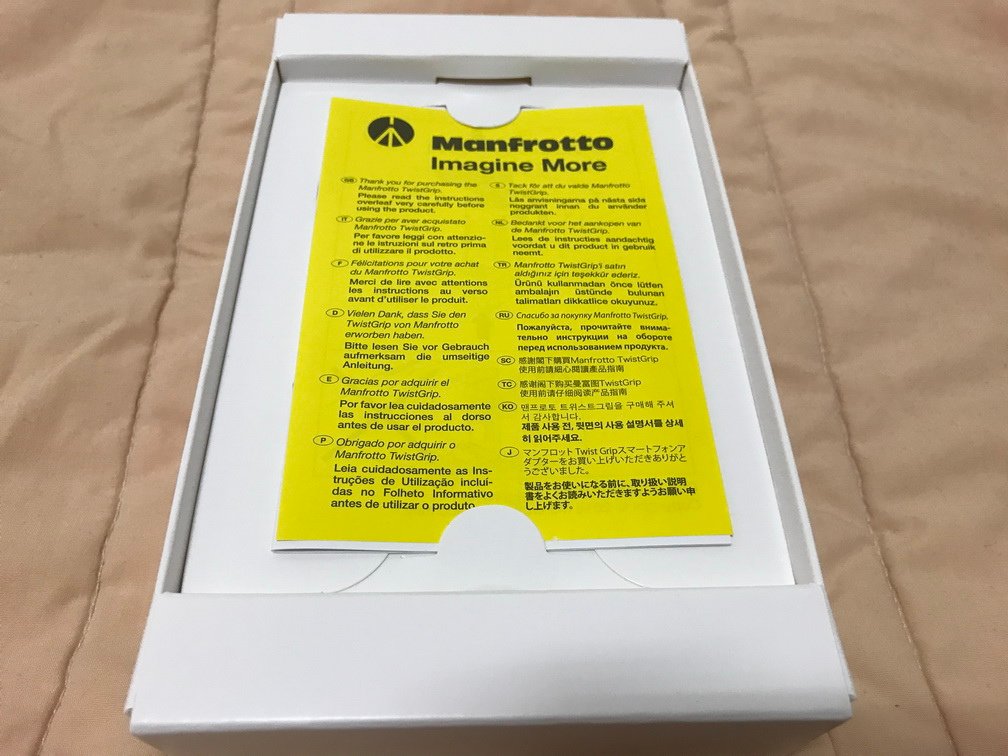 Manfrotto
Imagine More
GB Thank you for purchasing the
Manfrotto TwistGrip.
Please read the instructions
overleaf very carefully before
using the product.
IT Grazie per aver acquistato
Manfrotto TwistGrip.
Per favore leggi con attenzio-
ne le istruzioni sul retro prima
di utilizzare il prodotto.
F Félicitations pour votre achat
du Manfrotto TwistGrip.
Merci de lire avec attentions
les instructions au verso
avant d'utiliser le produit.
D Vielen Dank, dass Sie den
TwistGrip von Manfrotto
erworben haben.
Bitte lesen Sie vor Gebrauch
aufmerksam die umseitige
Anleitung.
E Gracias por adquirir el
Manfrotto TwistGrip.
Por favor lea cuidadosamente
las instrucciones al dorso
antes de usar el producto.
P Obrigado por adquirir o
Manfrotto TwistGrip.
Leia cuidadosamente as Ins-
truções de Utilização incluí-
das no Folheto Informativo
antes de utilizar o produto.
S Tack för att du valde Manfrotto
TwistGrip.
Läs anvisningarna på nästa sida
noggrant innan du använder
produkten.
NL Bedankt voor het aankopen van
de Manfrotto TwistGrip.
Lees de instructies aandachtig
voordat u dit product in gebruik
neemt.
TR Manfrotto TwistGrip'i satın
aldığınız için teşekkür ederiz.
Ürünü kullanmadan önce lütfen
ambalajın üstünde bulunan
talimatları dikkatlice okuyunuz.
RU Спасибо за покупку Manfrotto TwistGrip.
Пожалуйста, прочитайте внима-
тельно инструкции на обороте
перед использованием продукта.
SC 感谢閣下購買Manfrotto TwistGrip
使用前請細心閱讀產品指南
TC 感谢阁下购买曼富图TwistGrip
使用前请仔细阅读产品指南
KO 맨프로토 트위스트그립을 구매해 주셔
서 감사합니다.
제품 사용 전, 뒷면의 사용 설명서를 상세
히 읽어주세요.
J マンフロット Twist Gripスマートフォンア
ダプターをお買い上げいただきありがと
うございました。
製品をお使いになる前に、取り扱い説明
書をよくお読みいただきますようお願い申
し上げます。